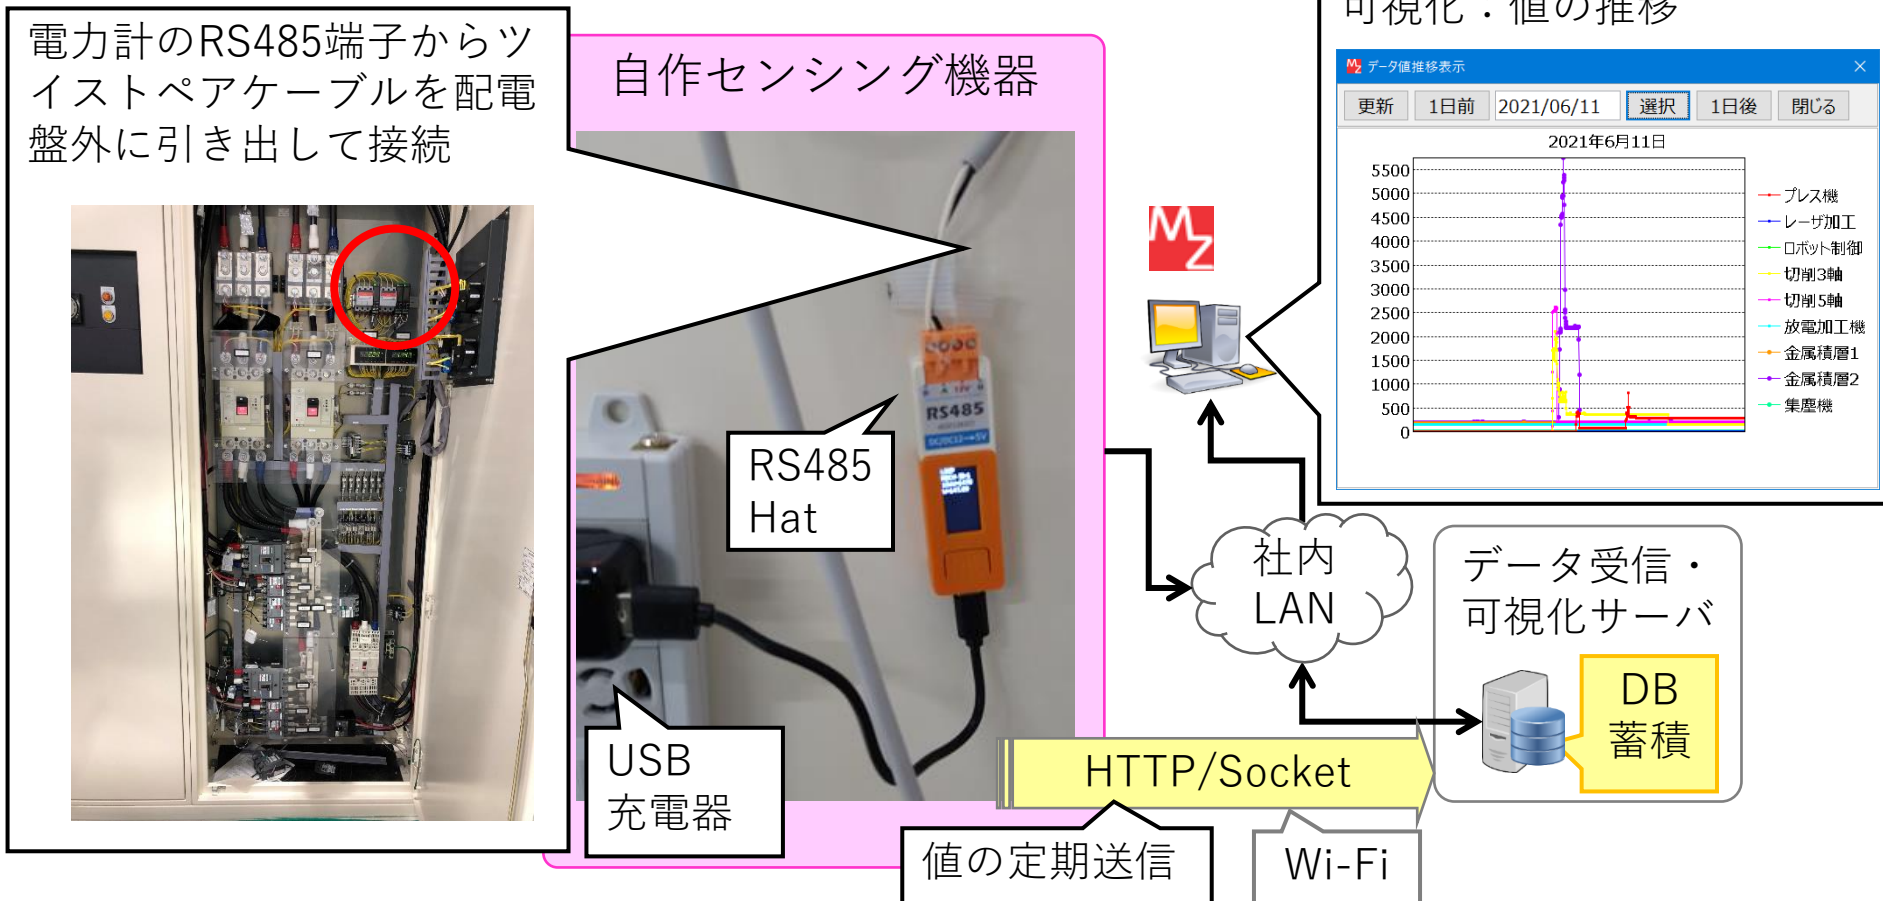 電力計のRS485端子からツ
イストペアケーブルを配電
盤外に引き出して接続
自作センシング機器
RS485
DC/DC12→5V
RS485
Hat
USB
充電器
M
Z
可視化：値の推移
データ値推移表示
更新
1日前
2021/06/11
選択
1日後
閉じる
2021年6月11日
5500
5000
4500
4000
3500
3000
2500
2000
1500
1000
500
0
プレス機
レーザ加工
ロボット制御
切削3軸
切削5軸
放電加工機
金属積層1
金属積層2
集塵機
社内
LAN
データ受信・
可視化サーバ
DB
蓄積
HTTP/Socket
値の定期送信
Wi-Fi